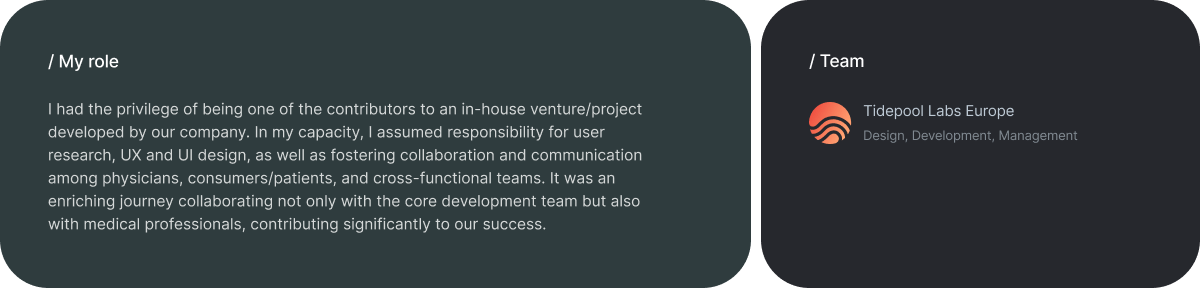 / My role
I had the privilege of being one of the contributors to an in-house venture/project
developed by our company. In my capacity, I assumed responsibility for user
research, UX and UI design, as well as fostering collaboration and communication
among physicians, consumers/patients, and cross-functional teams. It was an
enriching journey collaborating not only with the core development team but also
with medical professionals, contributing significantly to our success.
/ Team
Tidepool Labs Europe
Design, Development, Management